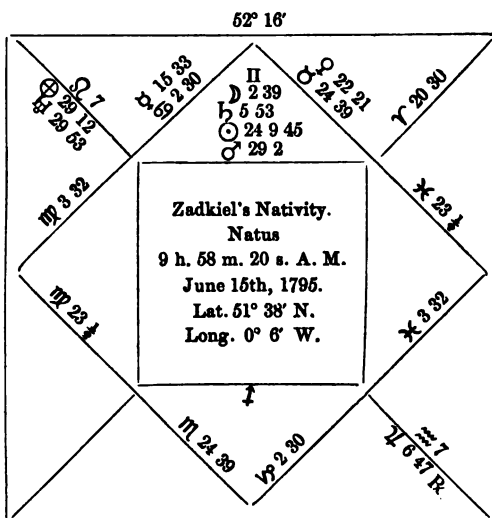 52° 16′
☊ 7
⊕ 29 12
♅ 29 53
☿ 15 33
♋ 2 30
♊
☽ 2 39
♄ 5 53
☉ 24 9 45
♂ 29 2
♀ 22 21
♉ 24 39
♈ 20 30
♍ 3 32
♓ 23
Zadkiel's Nativity.
Natus
9 h. 58 m. 20 s. A. M.
June 15th, 1795.
Lat. 51° 38′ N.
Long. 0° 6′ W.
♍ 23
♓ 3 32
♐
♏ 24 39
♑ 2 30
♒ 7
♃ 6 47 ℞